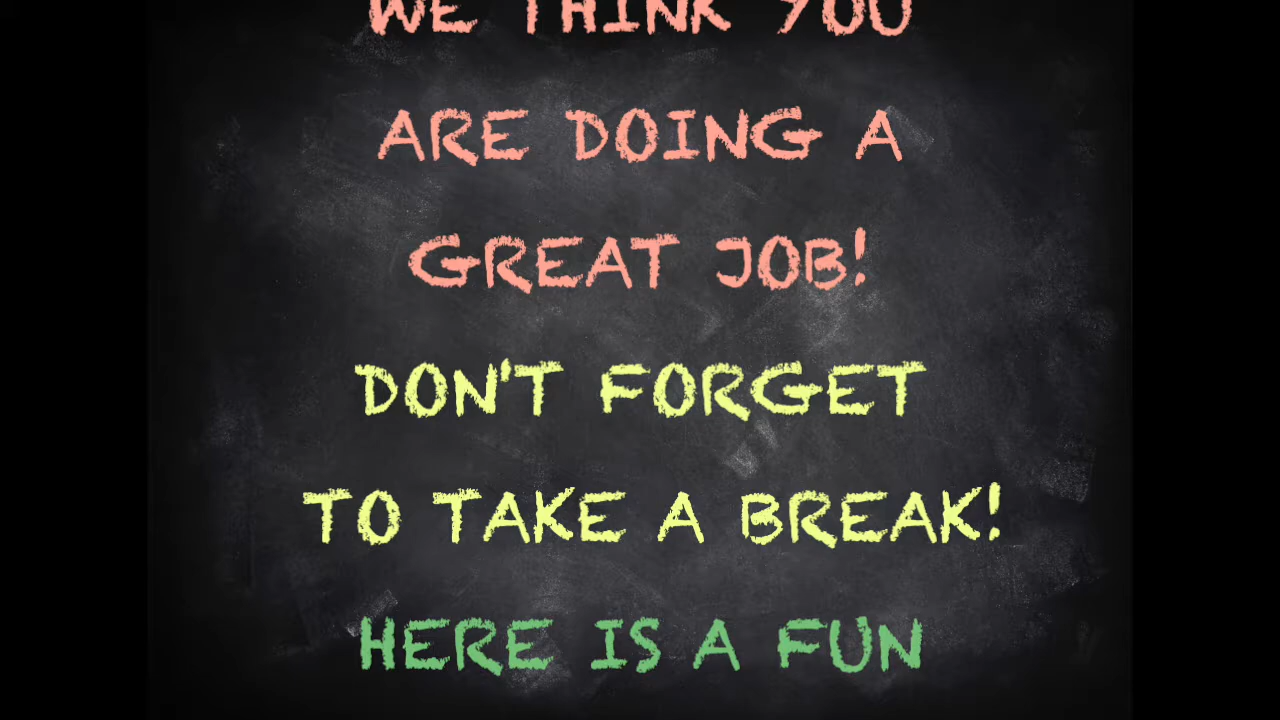 WE THINK YOU
ARE DOING A
GREAT JOB!
DON'T FORGET
TO TAKE A BREAK!
HERE IS A FUN